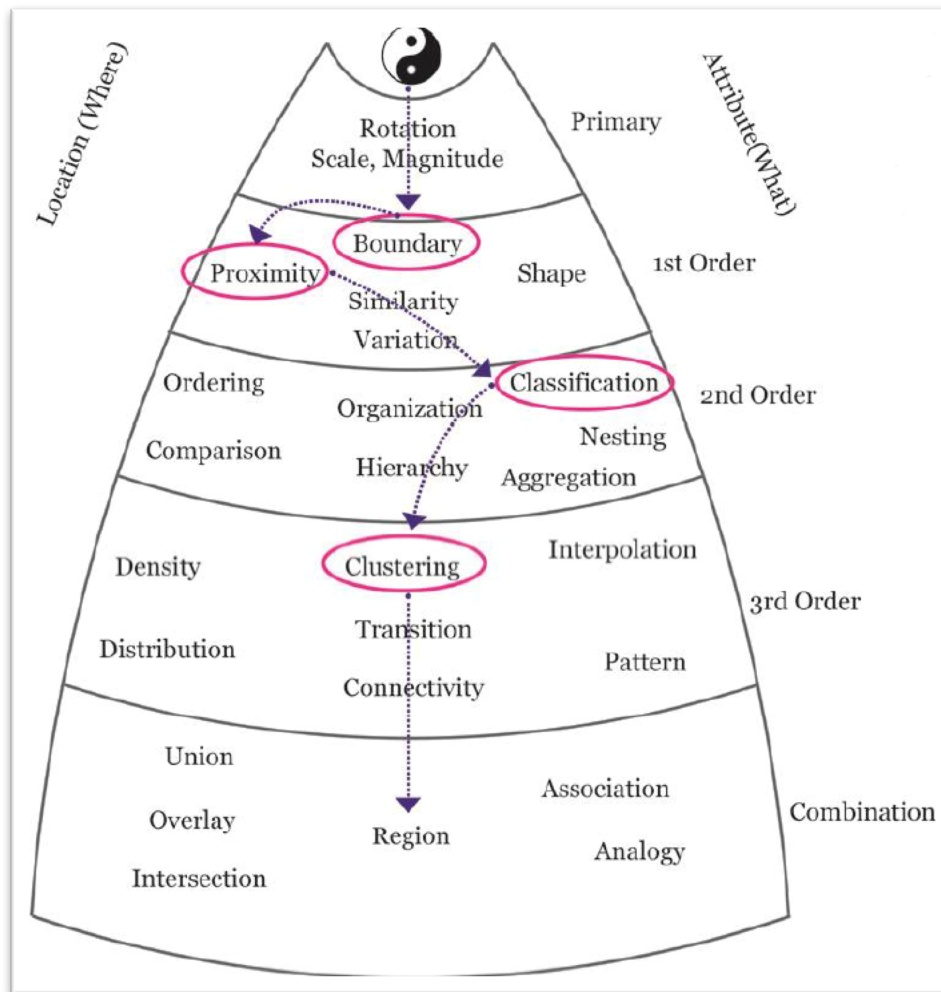 Location (Where)
Attribute(What)
Rotation
Scale, Magnitude
Primary
Boundary
Proximity
Shape
Similarity
Variation
1st Order
Ordering
Classification
Organization
2nd Order
Nesting
Comparison
Hierarchy
Aggregation
Interpolation
Density
Clustering
3rd Order
Transition
Distribution
Pattern
Connectivity
Union
Association
Overlay
Combination
Region
Analogy
Intersection